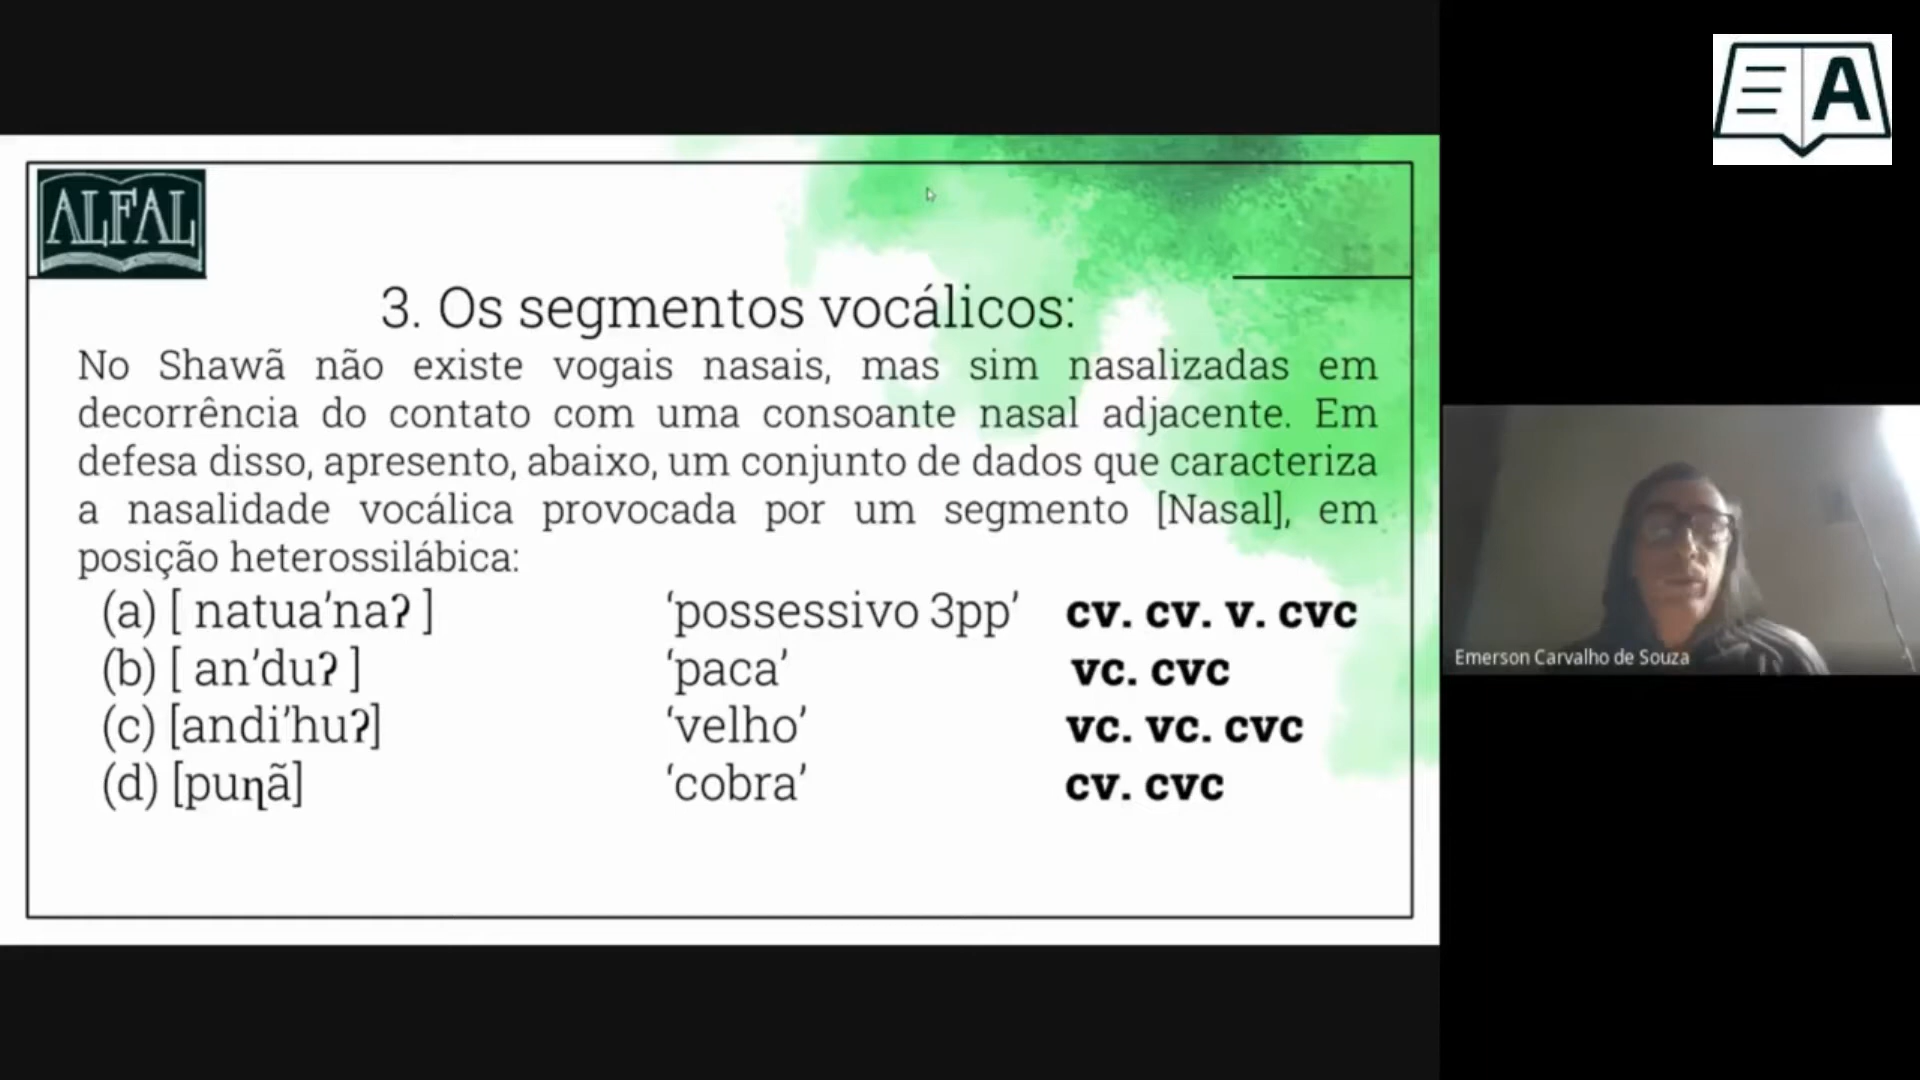 A
ALFAL
3. Os segmentos vocálicos:
No Shawã não existe vogais nasais, mas sim nasalizadas em
decorrência do contato com uma consoante nasal adjacente. Em
defesa disso, apresento, abaixo, um conjunto de dados que caracteriza
a nasalidade vocálica provocada por um segmento [Nasal], em
posição heterossilábica:
(a) [ natua’naʔ ] ‘possessivo 3pp’ cv. cv. v. cvc
(b) [ an’duʔ ] ‘paca’ vc. cvc
(c) [andi’huʔ] ‘velho’ vc. vc. cvc
(d) [puƞã] ‘cobra’ cv. cvc
Emerson Carvalho de Souza